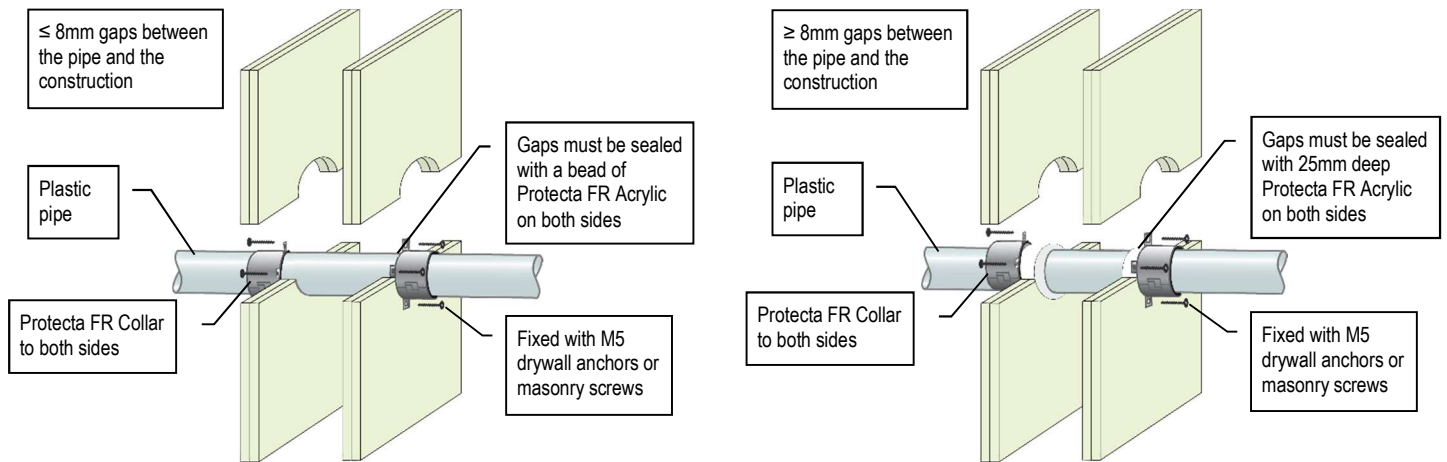 ≤ 8mm gaps between
the pipe and the
construction
Plastic
pipe
Protecta FR Collar
to both sides
Gaps must be sealed
with a bead of
Protecta FR Acrylic
on both sides
Fixed with M5
drywall anchors or
masonry screws
≥ 8mm gaps between
the pipe and the
construction
Plastic
pipe
Protecta FR Collar
to both sides
Gaps must be sealed
with 25mm deep
Protecta FR Acrylic
on both sides
Fixed with M5
drywall anchors or
masonry screws